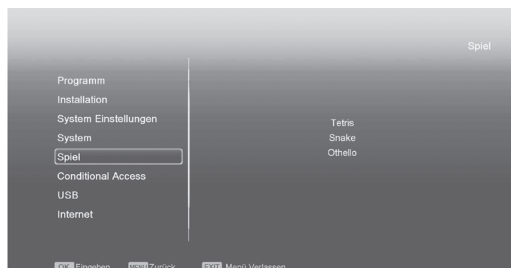 Spiel
Programm
Installation
System Einstellungen
System
Spiel
Conditional Access
USB
Internet
Tetris
Snake
Othello
OK Eingeben MENU Zurück EXIT Menü Verlassen